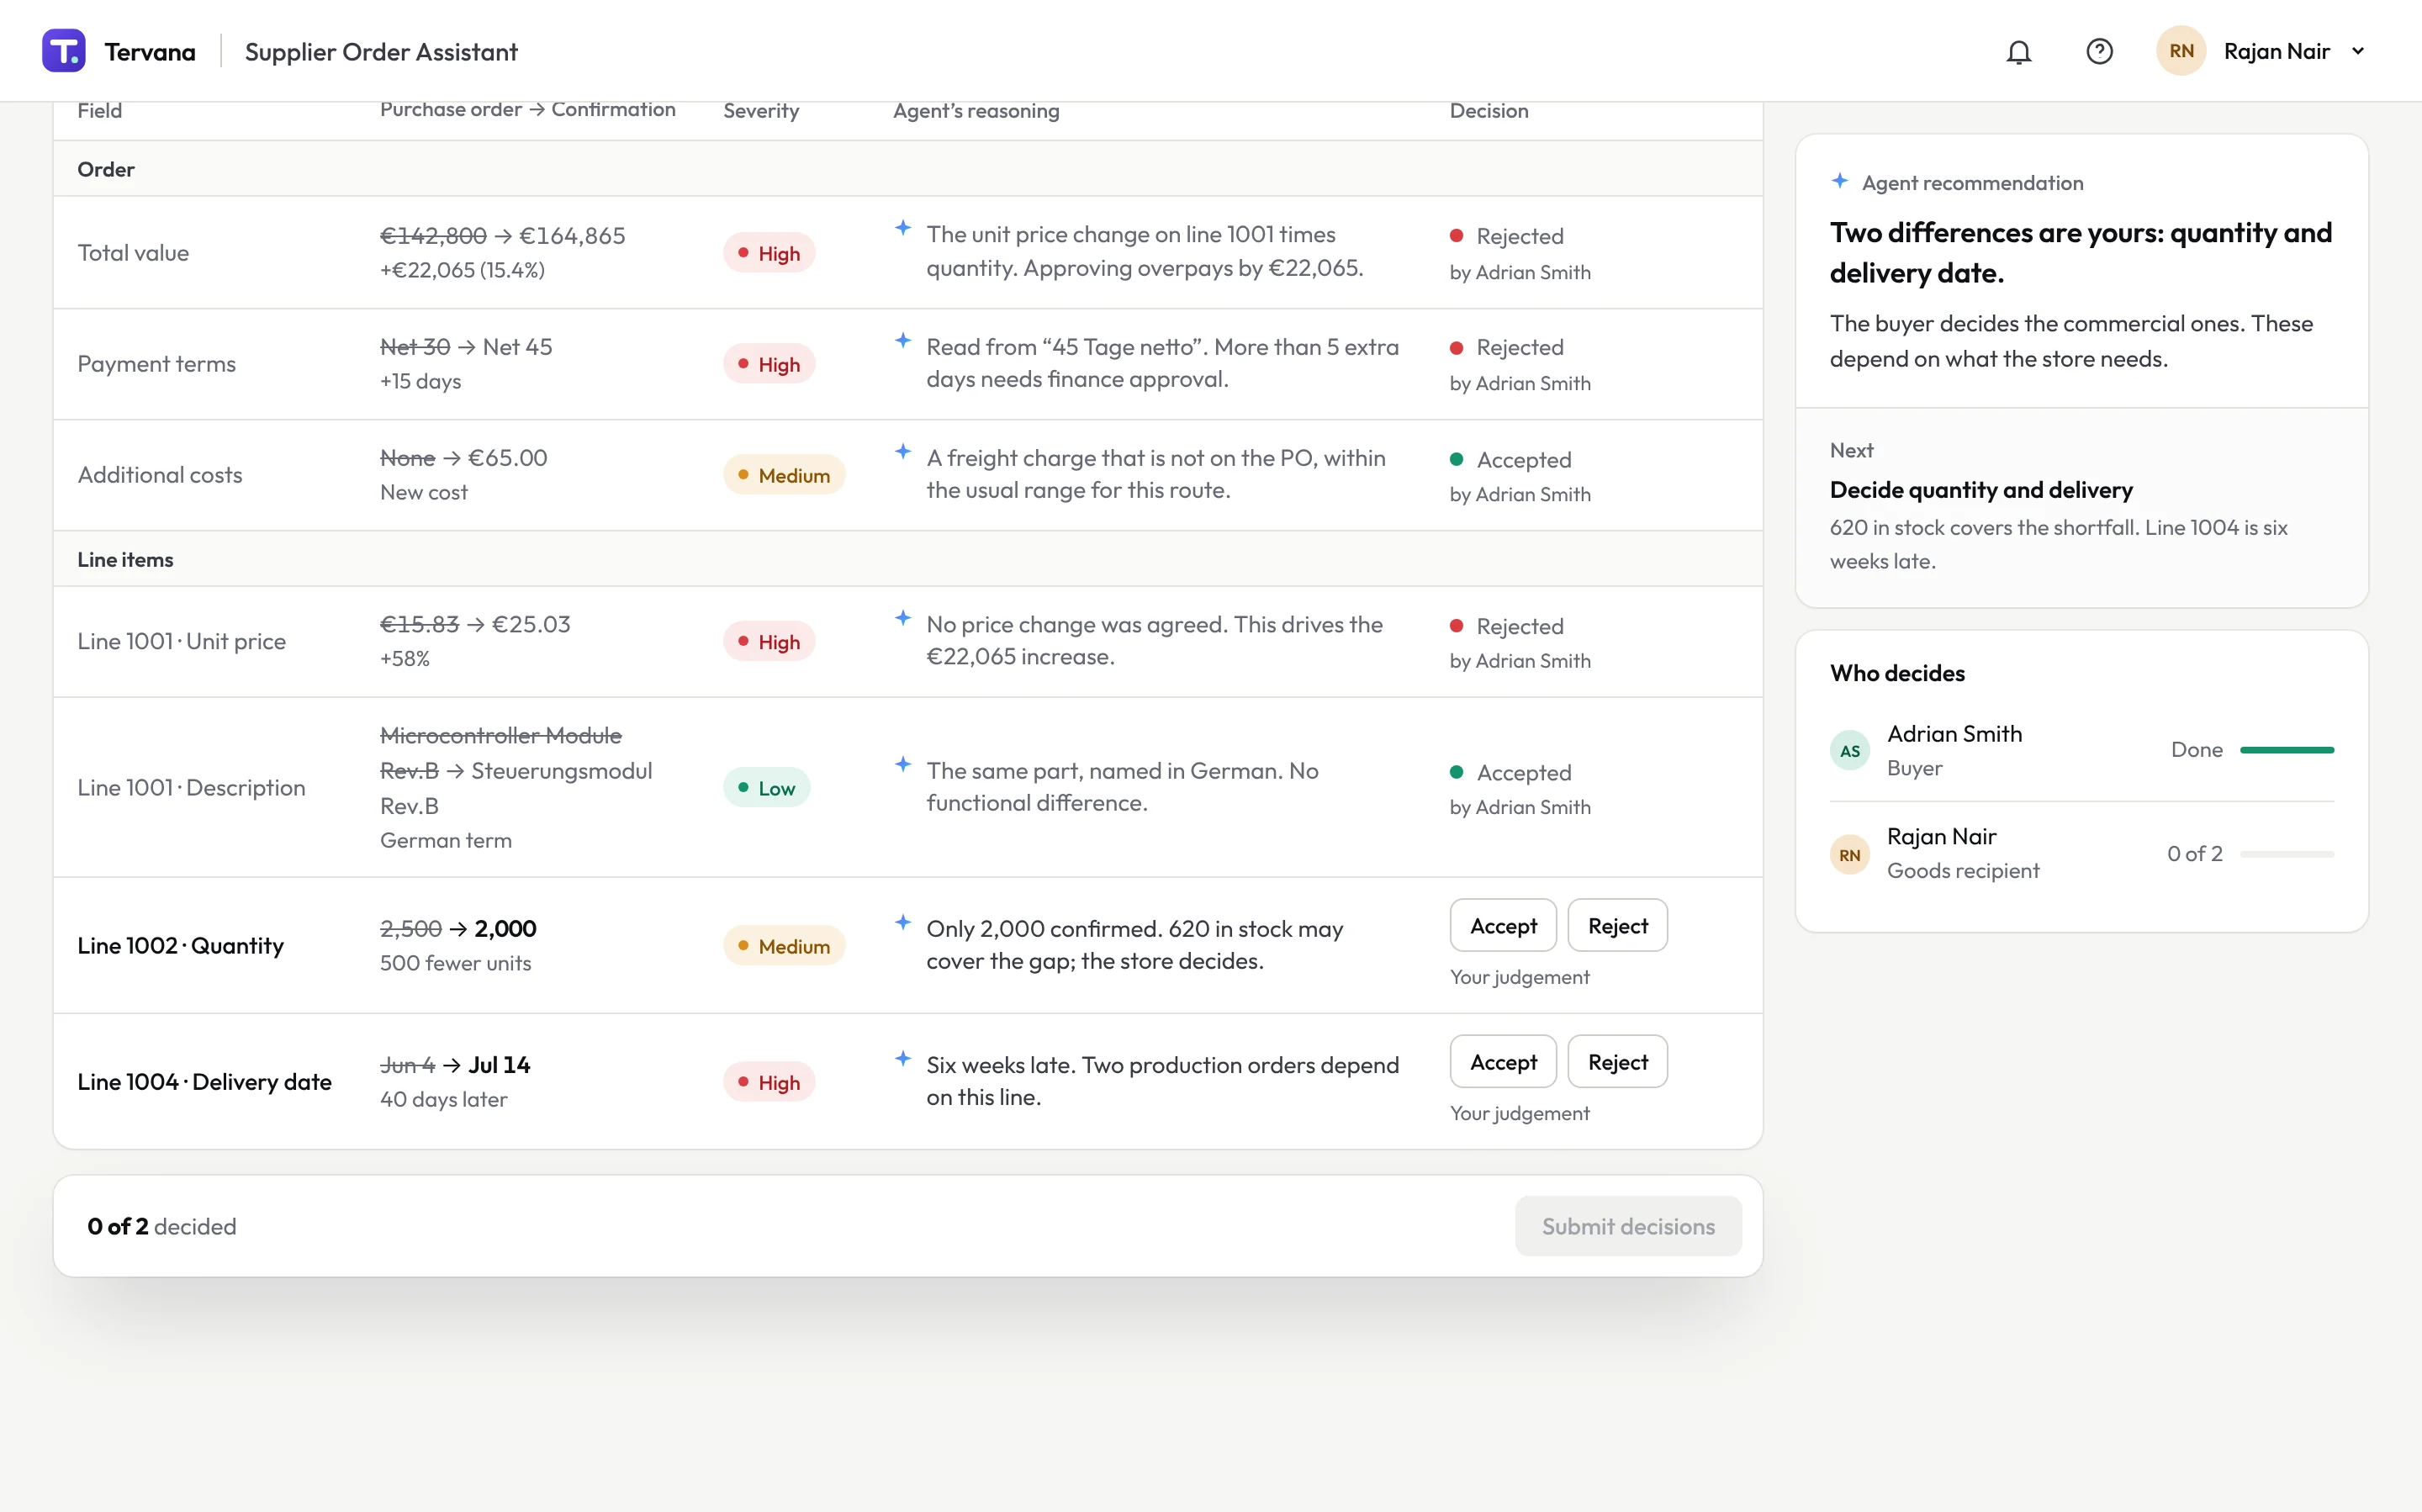 T.
Tervana
Supplier Order Assistant
RN
Rajan Nair
Field
Purchase order → Confirmation
Severity
Agent’s reasoning
Decision
Order
Total value
€142,800 → €164,865
+€22,065 (15.4%)
High
The unit price change on line 1001 times
quantity. Approving overpays by €22,065.
Rejected
by Adrian Smith
Payment terms
Net 30 → Net 45
+15 days
High
Read from “45 Tage netto”. More than 5 extra
days needs finance approval.
Rejected
by Adrian Smith
Additional costs
None → €65.00
New cost
Medium
A freight charge that is not on the PO, within
the usual range for this route.
Accepted
by Adrian Smith
Line items
Line 1001 · Unit price
€15.83 → €25.03
+58%
High
No price change was agreed. This drives the
€22,065 increase.
Rejected
by Adrian Smith
Line 1001 · Description
Microcontroller Module
Rev.B → Steuerungsmodul
Rev.B
German term
Low
The same part, named in German. No
functional difference.
Accepted
by Adrian Smith
Line 1002 · Quantity
2,500 → 2,000
500 fewer units
Medium
Only 2,000 confirmed. 620 in stock may
cover the gap; the store decides.
Accept
Reject
Your judgement
Line 1004 · Delivery date
Jun 4 → Jul 14
40 days later
High
Six weeks late. Two production orders depend
on this line.
Accept
Reject
Your judgement
0 of 2 decided
Submit decisions
Agent recommendation
Two differences are yours: quantity and
delivery date.
The buyer decides the commercial ones. These
depend on what the store needs.
Next
Decide quantity and delivery
620 in stock covers the shortfall. Line 1004 is six
weeks late.
Who decides
AS
Adrian Smith
Buyer
Done
RN
Rajan Nair
Goods recipient
0 of 2